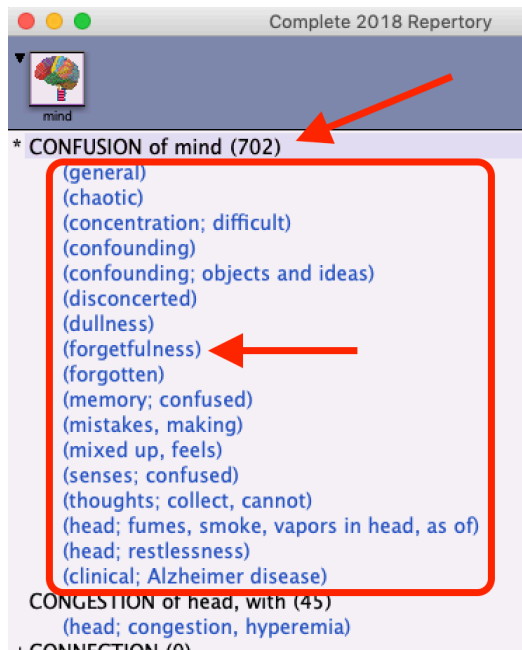 Complete 2018 Repertory
mind
* CONFUSION of mind (702)
(general)
(chaotic)
(concentration; difficult)
(confounding)
(confounding; objects and ideas)
(disconcerted)
(dullness)
(forgetfulness)
(forgotten)
(memory; confused)
(mistakes, making)
(mixed up, feels)
(senses; confused)
(thoughts; collect, cannot)
(head; fumes, smoke, vapors in head, as of)
(head; restlessness)
(clinical; Alzheimer disease)
CONGESTION of head, with (45)
(head; congestion, hyperemia)
CONNECTION (0)